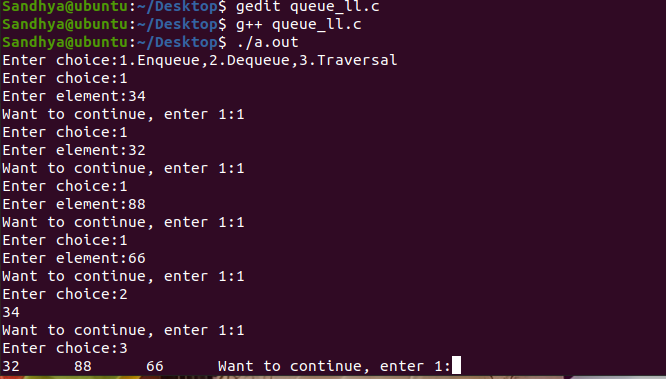 Sandhya@ubuntu:~/Desktop$ gedit queue_ll.c
Sandhya@ubuntu:~/Desktop$ g++ queue_ll.c
Sandhya@ubuntu:~/Desktop$ ./a.out
Enter choice:1.Enqueue,2.Dequeue,3.Traversal
Enter choice:1
Enter element:34
Want to continue, enter 1:1
Enter choice:1
Enter element:32
Want to continue, enter 1:1
Enter choice:1
Enter element:88
Want to continue, enter 1:1
Enter choice:1
Enter element:66
Want to continue, enter 1:1
Enter choice:2
34
Want to continue, enter 1:1
Enter choice:3
32      88      66      Want to continue, enter 1: